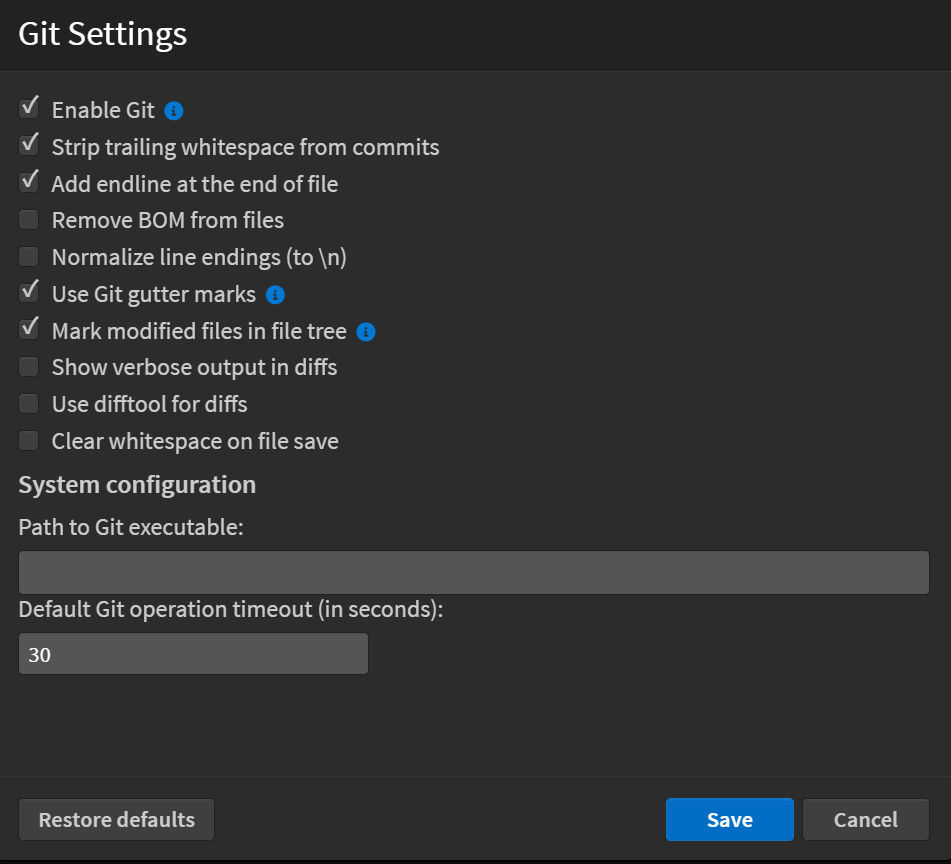 Git Settings
Enable Git
Strip trailing whitespace from commits
Add endline at the end of file
Remove BOM from files
Normalize line endings (to \n)
Use Git gutter marks
Mark modified files in file tree
Show verbose output in diffs
Use difftool for diffs
Clear whitespace on file save
System configuration
Path to Git executable:
Default Git operation timeout (in seconds):
30
Restore defaults
Save
Cancel